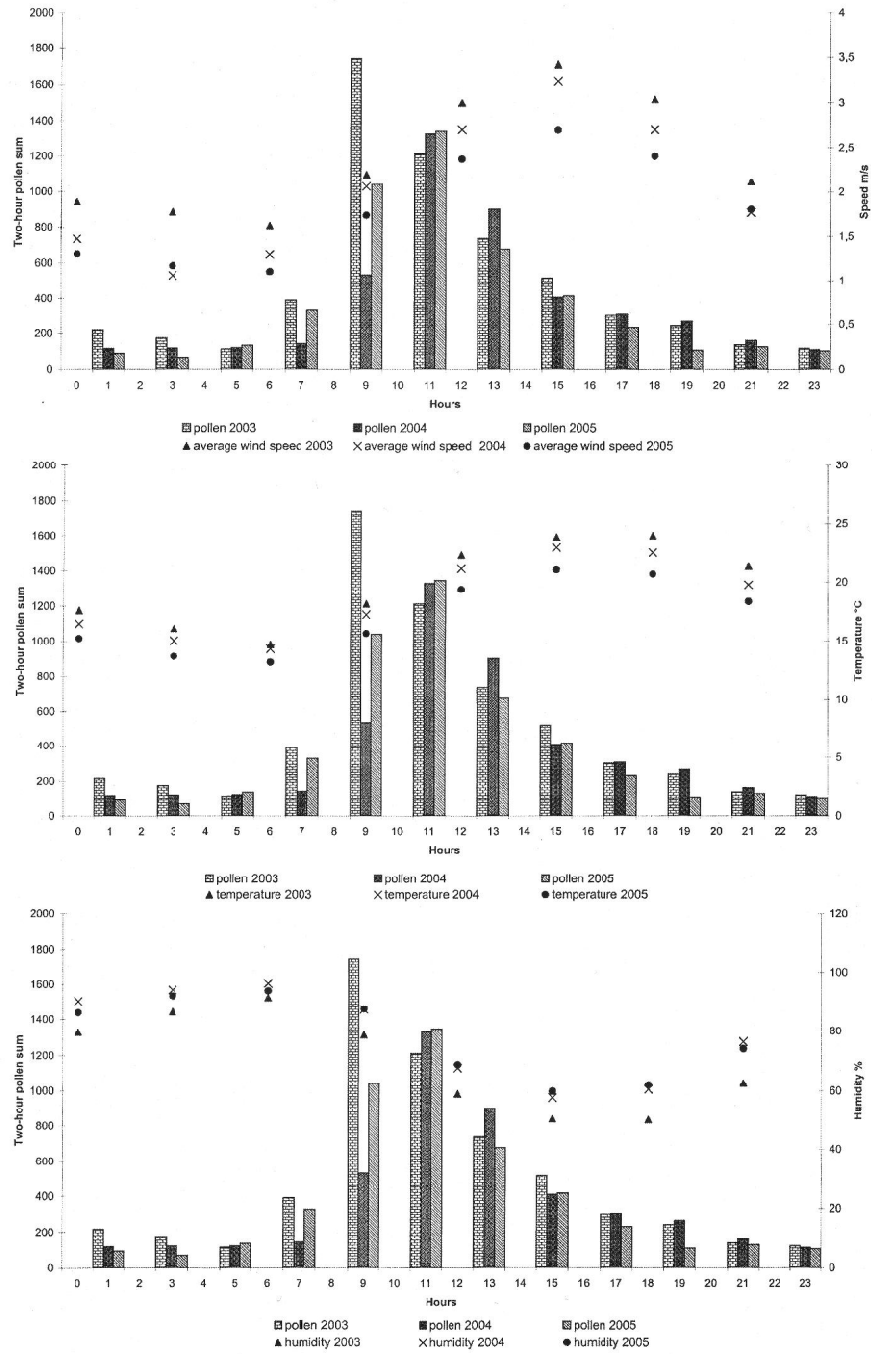 2000 4
1800 3,5
1600
1400 3
1200 2,5
1000 2
800 1,5
600
400 1
200 0,5
0 0
Two-hour pollen sum
Speed m/s
0 1 2 3 4 5 6 7 8 9 10 11 12 13 14 15 16 17 18 19 20 21 22 23
Hours
pollen 2003 pollen 2004 pollen 2005
average wind speed 2003 average wind speed 2004 average wind speed 2005
2000 30
1800 25
1600
1400 20
1200
1000 15
800
600 10
400 5
200
0 0
Two-hour pollen sum
Temperature °C
0 1 2 3 4 5 6 7 8 9 10 11 12 13 14 15 16 17 18 19 20 21 22 23
Hours
pollen 2003 pollen 2004 pollen 2005
temperature 2003 temperature 2004 temperature 2005
2000 120
1800 100
1600
1400 80
1200
1000 60
800
600 40
400 20
200
0 0
Two-hour pollen sum
Humidity %
0 1 2 3 4 5 6 7 8 9 10 11 12 13 14 15 16 17 18 19 20 21 22 23
Hours
pollen 2003 pollen 2004 pollen 2005
humidity 2003 humidity 2004 humidity 2005